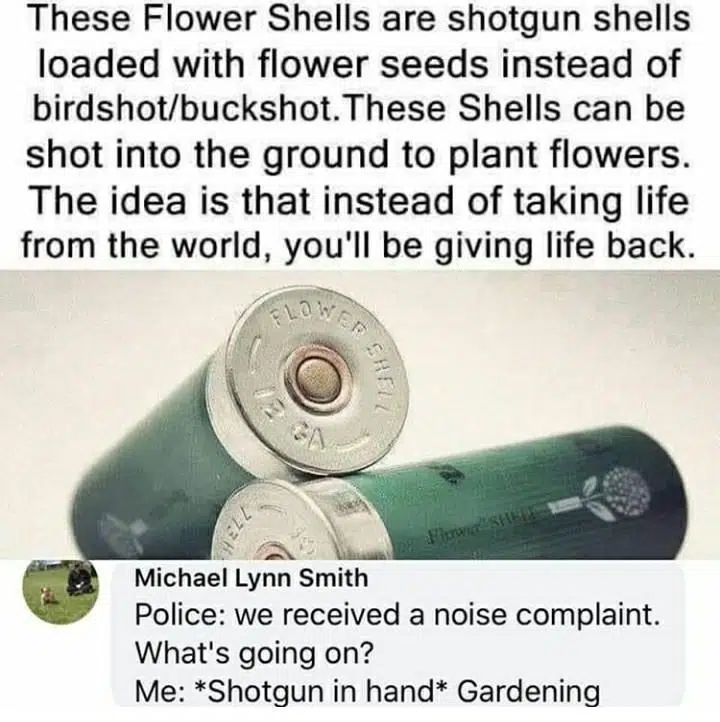 These Flower Shells are shotgun shells
loaded with flower seeds instead of
birdshot/buckshot.These Shells can be
shot into the ground to plant flowers.
The idea is that instead of taking life
from the world, you'll be giving life back.
FLOWER SHELL
12 GA
HELL
Flower SHELL
Michael Lynn Smith
Police: we received a noise complaint.
What's going on?
Me: *Shotgun in hand* Gardening